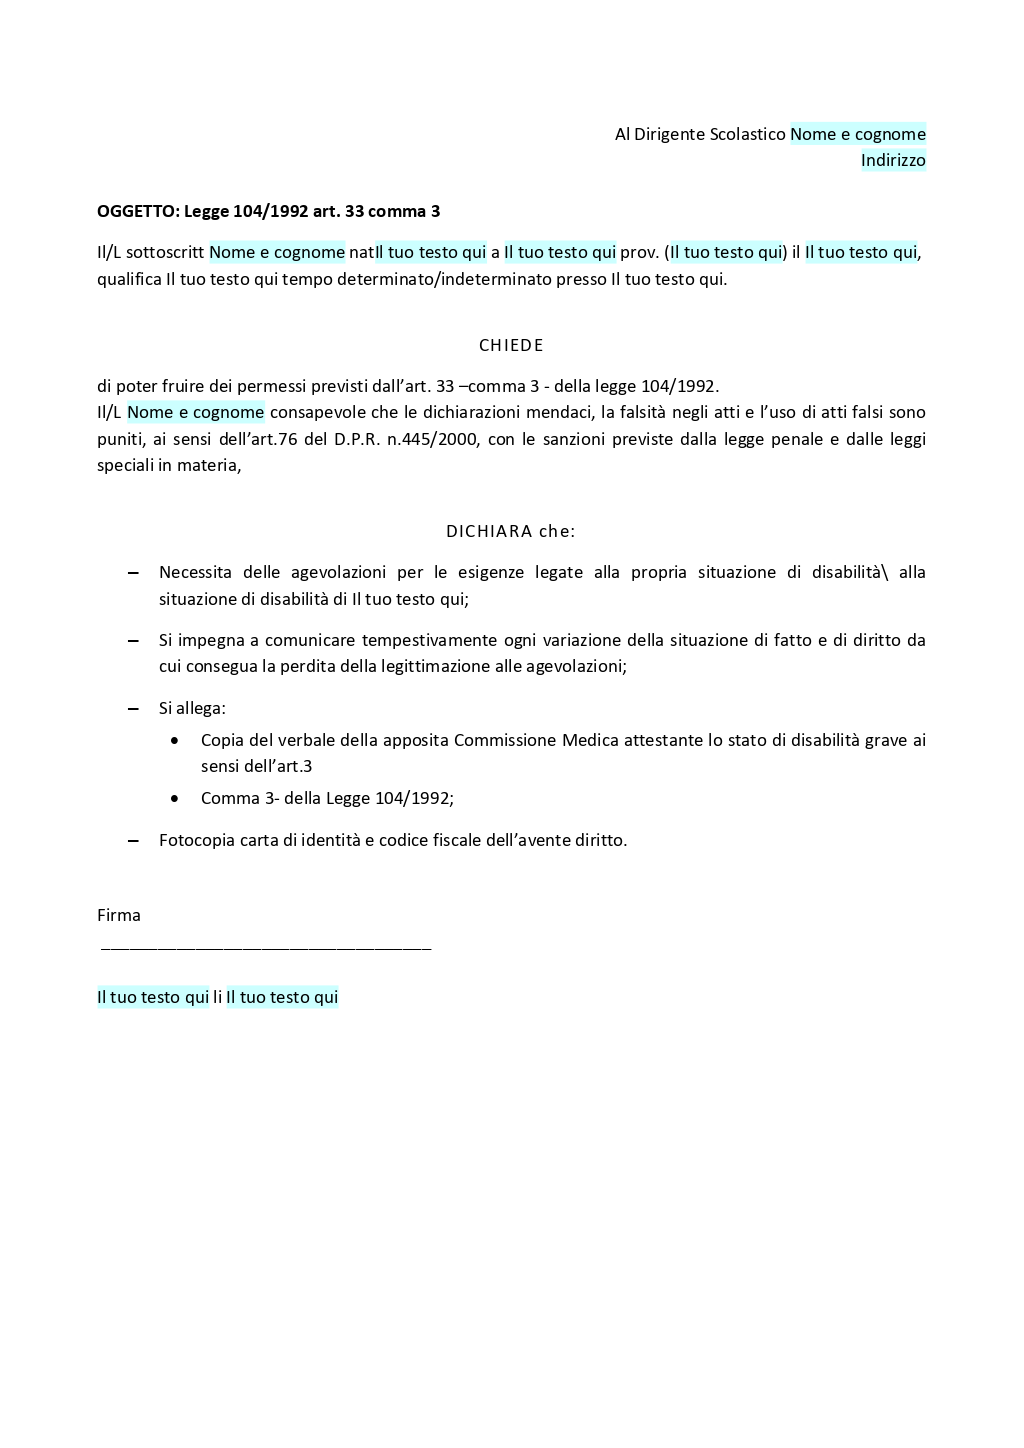 Al Dirigente Scolastico Nome e cognome
Indirizzo
OGGETTO: Legge 104/1992 art. 33 comma 3
Il/L sottoscritt Nome e cognome natIl tuo testo qui a Il tuo testo qui prov. (Il tuo testo qui) il Il tuo testo qui,
qualifica Il tuo testo qui tempo determinato/indeterminato presso Il tuo testo qui.
CHIEDE
di poter fruire dei permessi previsti dall’art. 33 –comma 3 - della legge 104/1992.
Il/L Nome e cognome consapevole che le dichiarazioni mendaci, la falsità negli atti e l’uso di atti falsi sono
puniti, ai sensi dell’art.76 del D.P.R. n.445/2000, con le sanzioni previste dalla legge penale e dalle leggi
speciali in materia,
DICHIARA che:
– Necessita delle agevolazioni per le esigenze legate alla propria situazione di disabilità\ alla
situazione di disabilità di Il tuo testo qui;
– Si impegna a comunicare tempestivamente ogni variazione della situazione di fatto e di diritto da
cui consegua la perdita della legittimazione alle agevolazioni;
– Si allega:
• Copia del verbale della apposita Commissione Medica attestante lo stato di disabilità grave ai
sensi dell’art.3
• Comma 3- della Legge 104/1992;
– Fotocopia carta di identità e codice fiscale dell’avente diritto.
Firma
___________________________________
Il tuo testo qui li Il tuo testo qui